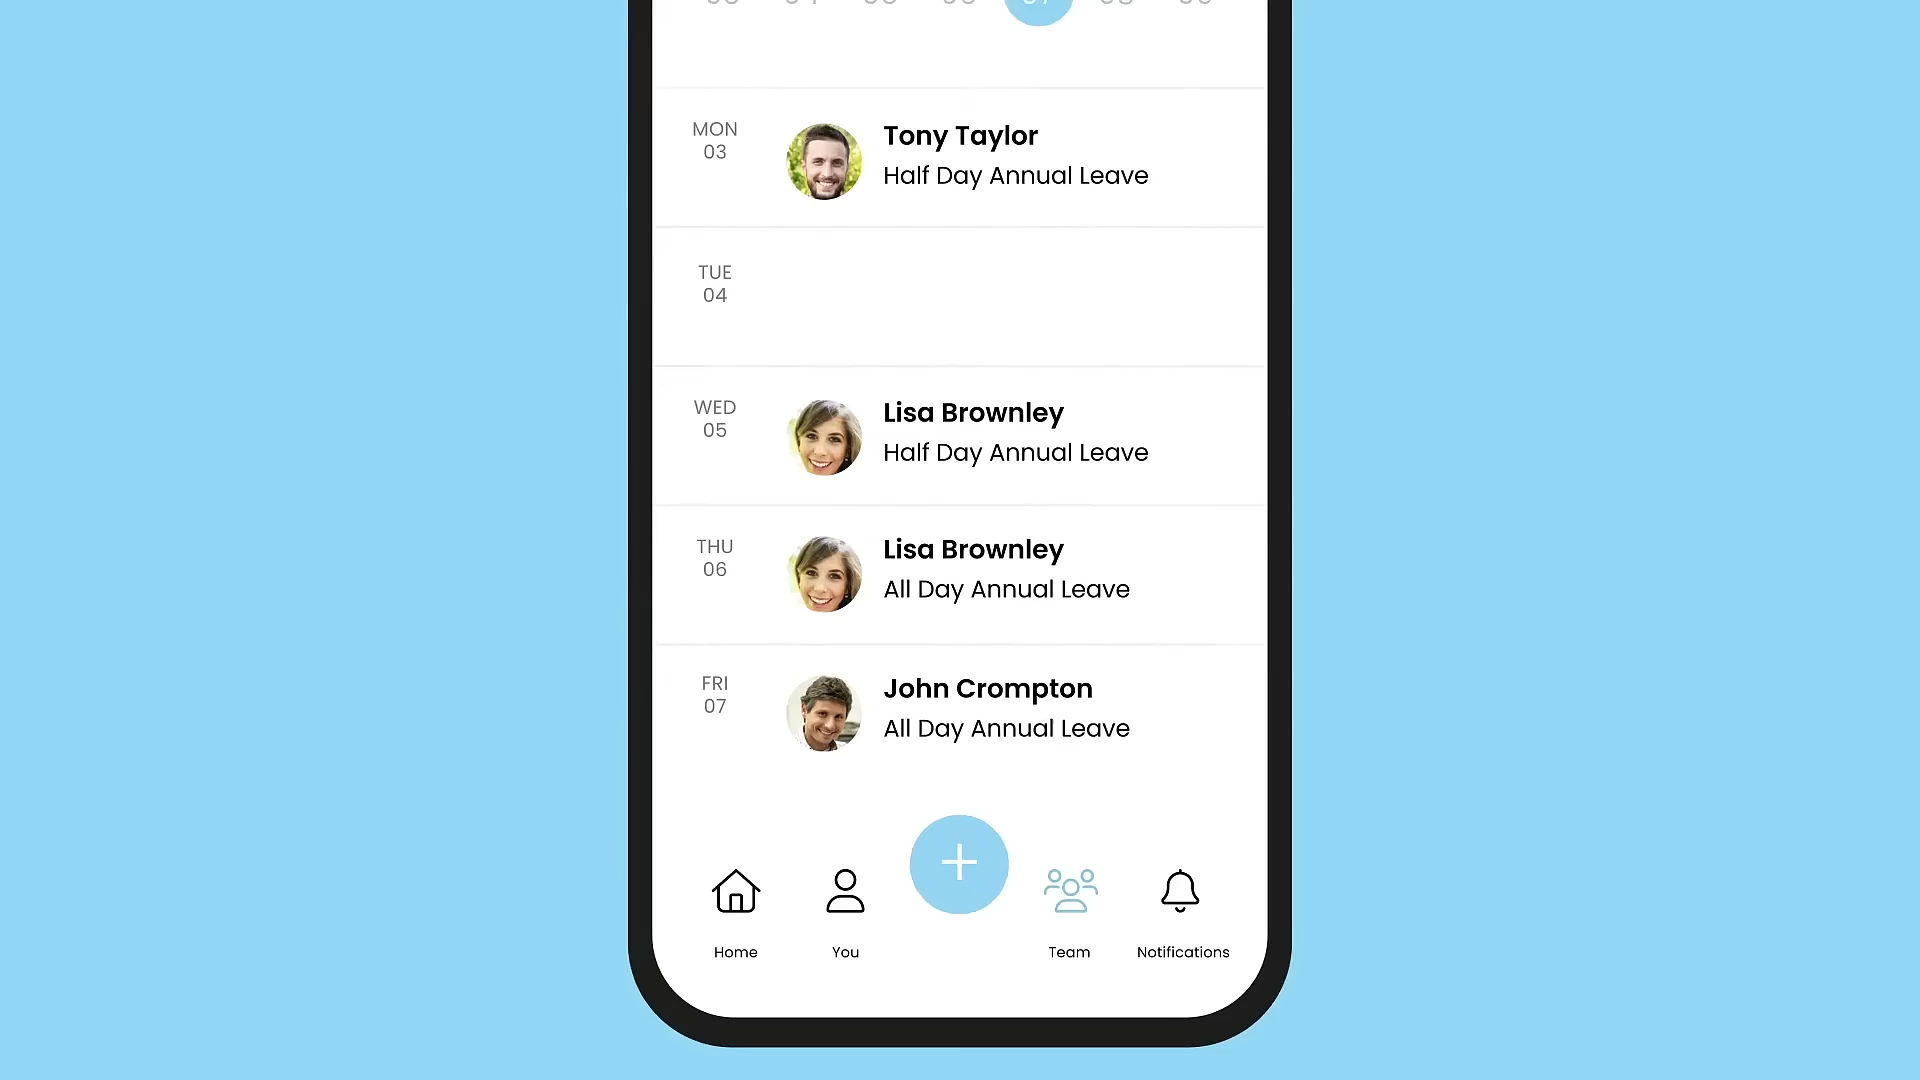 07
MON
03
Tony Taylor
Half Day Annual Leave
TUE
04
WED
05
Lisa Brownley
Half Day Annual Leave
THU
06
Lisa Brownley
All Day Annual Leave
FRI
07
John Crompton
All Day Annual Leave
Home
You
Team
Notifications